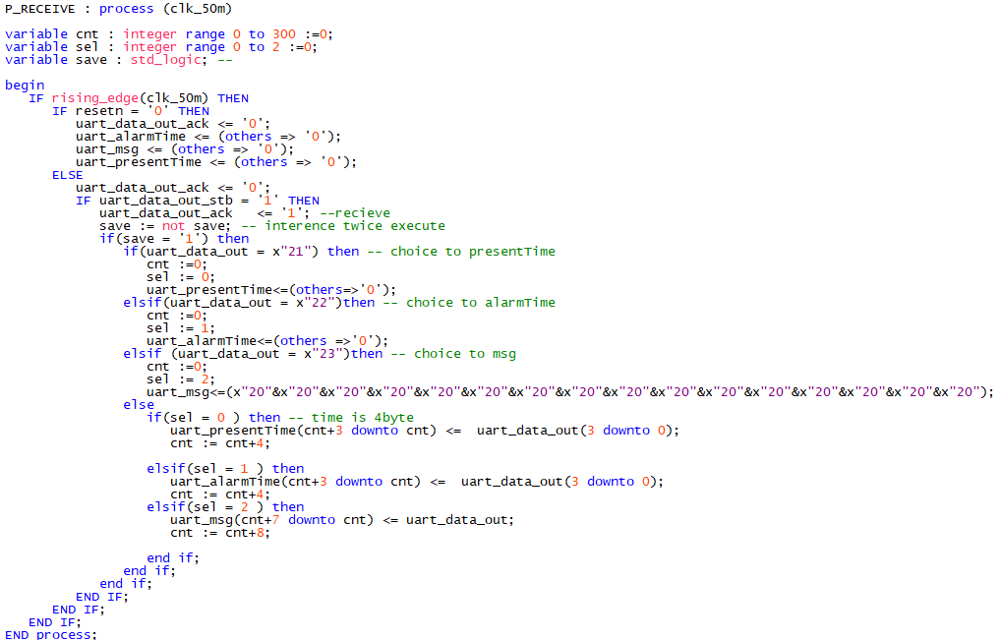 P_RECEIVE : process (clk_50m)
variable cnt : integer range 0 to 300 :=0;
variable sel : integer range 0 to 2 :=0;
variable save : std_logic; --
begin
   IF rising_edge(clk_50m) THEN
      IF resetn = '0' THEN
         uart_data_out_ack <= '0';
         uart_alarmTime <= (others => '0');
         uart_msg <= (others => '0');
         uart_presentTime <= (others => '0');
      ELSE
         uart_data_out_ack <= '0';
         IF uart_data_out_stb = '1' THEN
            uart_data_out_ack   <= '1'; --recieve
            save := not save; -- interence twice execute
            if(save = '1') then
               if(uart_data_out = x"21") then -- choice to presentTime
                  cnt :=0;
                  sel := 0;
                  uart_presentTime<=(others=>'0');
               elsif(uart_data_out = x"22")then -- choice to alarmTime
                  cnt :=0;
                  sel := 1;
                  uart_alarmTime<=(others =>'0');
               elsif (uart_data_out = x"23")then -- choice to msg
                  cnt :=0;
                  sel := 2;
                  uart_msg<=(x"20"&x"20"&x"20"&x"20"&x"20"&x"20"&x"20"&x"20"&x"20"&x"20"&x"20"&x"20"&x"20"&x"20"&x"20"&x"20");
               else
                  if(sel = 0 ) then -- time is 4byte
                     uart_presentTime(cnt+3 downto cnt) <=  uart_data_out(3 downto 0);
                     cnt := cnt+4;
                  elsif(sel = 1 ) then
                     uart_alarmTime(cnt+3 downto cnt) <=  uart_data_out(3 downto 0);
                     cnt := cnt+4;
                  elsif(sel = 2 ) then
                     uart_msg(cnt+7 downto cnt) <= uart_data_out;
                     cnt := cnt+8;
                  end if;
               end if;
            end if;
         END IF;
      END IF;
   END IF;
END process;